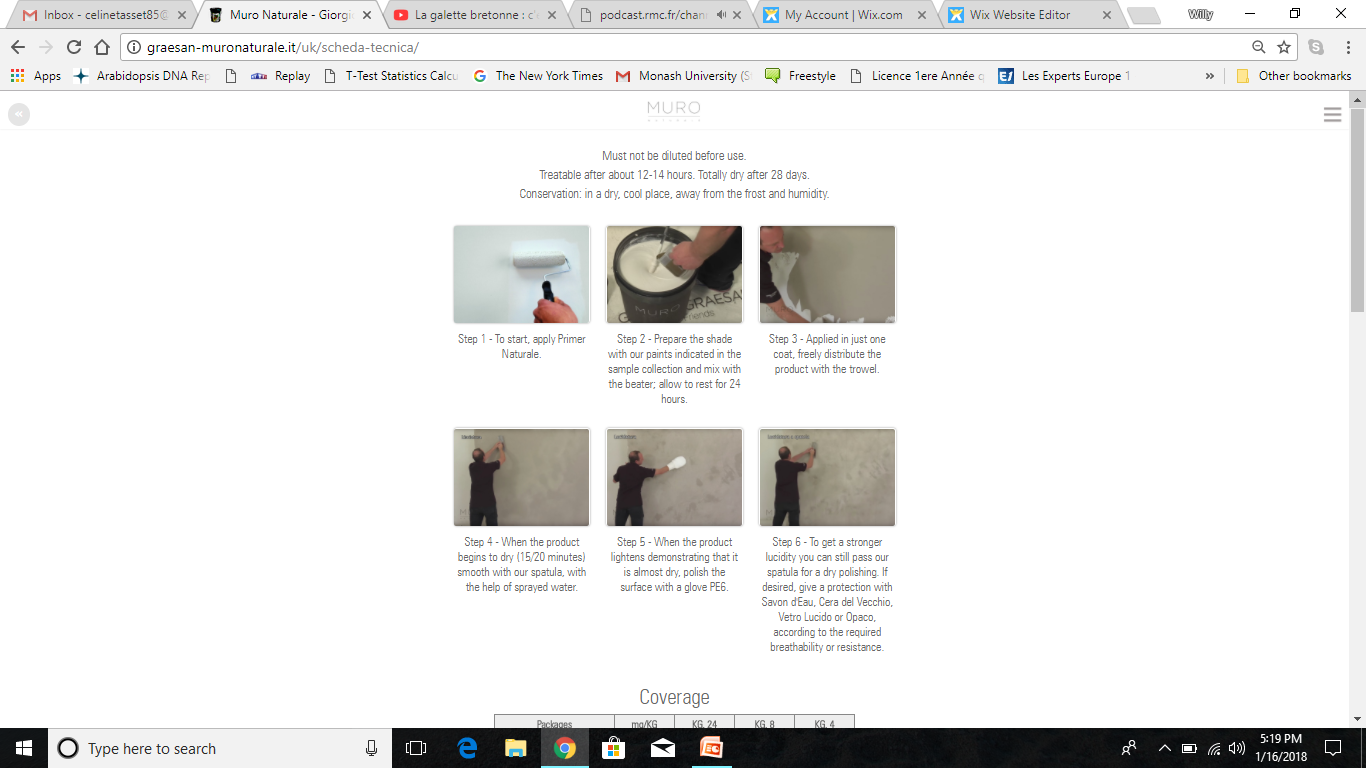 Inbox - celinetasset85@
Muro Naturale - Giorgi
La galette bretonne : c'
podcast.rmc.fr/chan
My Account | Wix.com
Wix Website Editor
Willy
graesan-muronaturale.it/uk/scheda-tecnica/
Apps
Arabidopsis DNA Rep
Replay
T-Test Statistics Calcu
The New York Times
Monash University (S
Freestyle
Licence 1ere Année q
Les Experts Europe 1
»
Other bookmarks
MURO
NATURALE
Must not be diluted before use.
Treatable after about 12-14 hours. Totally dry after 28 days.
Conservation: in a dry, cool place, away from the frost and humidity.
MURO GRAESA
Step 1 - To start, apply Primer
Naturale.
Step 2 - Prepare the shade
with our paints indicated in the
sample collection and mix with
the beater; allow to rest for 24
hours.
Step 3 - Applied in just one
coat, freely distribute the
product with the trowel.
Step 4 - When the product
begins to dry (15/20 minutes)
smooth with our spatula, with
the help of sprayed water.
Step 5 - When the product
lightens demonstrating that it
is almost dry, polish the
surface with a glove PE6.
Step 6 - To get a stronger
lucidity you can still pass our
spatula for a dry polishing. If
desired, give a protection with
Savon d'Eau, Cera del Vecchio,
Vetro Lucido or Opaco,
according to the required
breathability or resistance.
Coverage
Packages mq/KG KG. 24 KG. 8 KG. 4
Type here to search
5:19 PM
1/16/2018